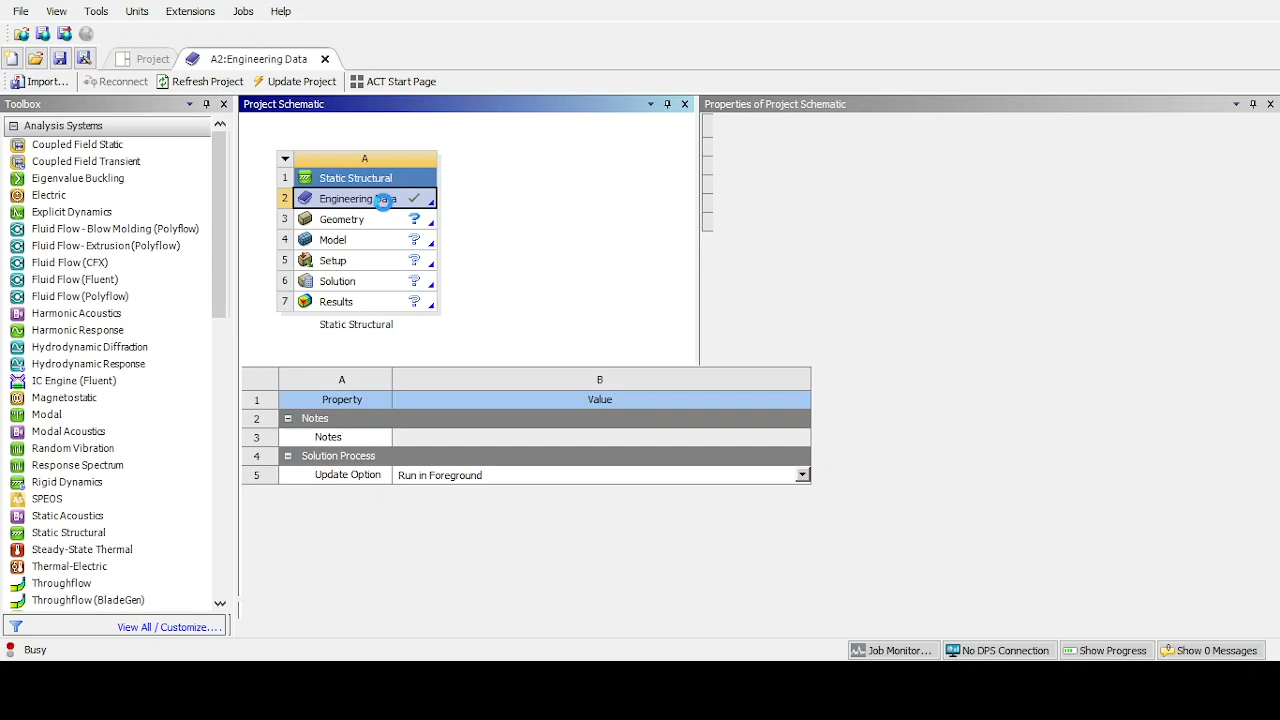 File View Tools Units Extensions Jobs Help
Project A2:Engineering Data
Import... Reconnect Refresh Project Update Project ACT Start Page
Toolbox
Analysis Systems
Coupled Field Static
Coupled Field Transient
Eigenvalue Buckling
Electric
Explicit Dynamics
Fluid Flow - Blow Molding (Polyflow)
Fluid Flow - Extrusion(Polyflow)
Fluid Flow (CFX)
Fluid Flow (Fluent)
Fluid Flow (Polyflow)
Harmonic Acoustics
Harmonic Response
Hydrodynamic Diffraction
Hydrodynamic Response
IC Engine (Fluent)
Magnetostatic
Modal
Modal Acoustics
Random Vibration
Response Spectrum
Rigid Dynamics
AS SPEOS
Static Acoustics
Static Structural
Steady-State Thermal
Thermal-Electric
Throughflow
Throughflow (BladeGen)
View All / Customize....
Project Schematic
A
1 Static Structural
2 Engineering Data
3 Geometry ?
4 Model ?
5 Setup ?
6 Solution ?
7 Results ?
Static Structural
Properties of Project Schematic
A B
1 Property Value
2 Notes
3 Notes
4 Solution Process
5 Update Option Run in Foreground
Busy
Job Monitor... No DPS Connection Show Progress Show 0 Messages